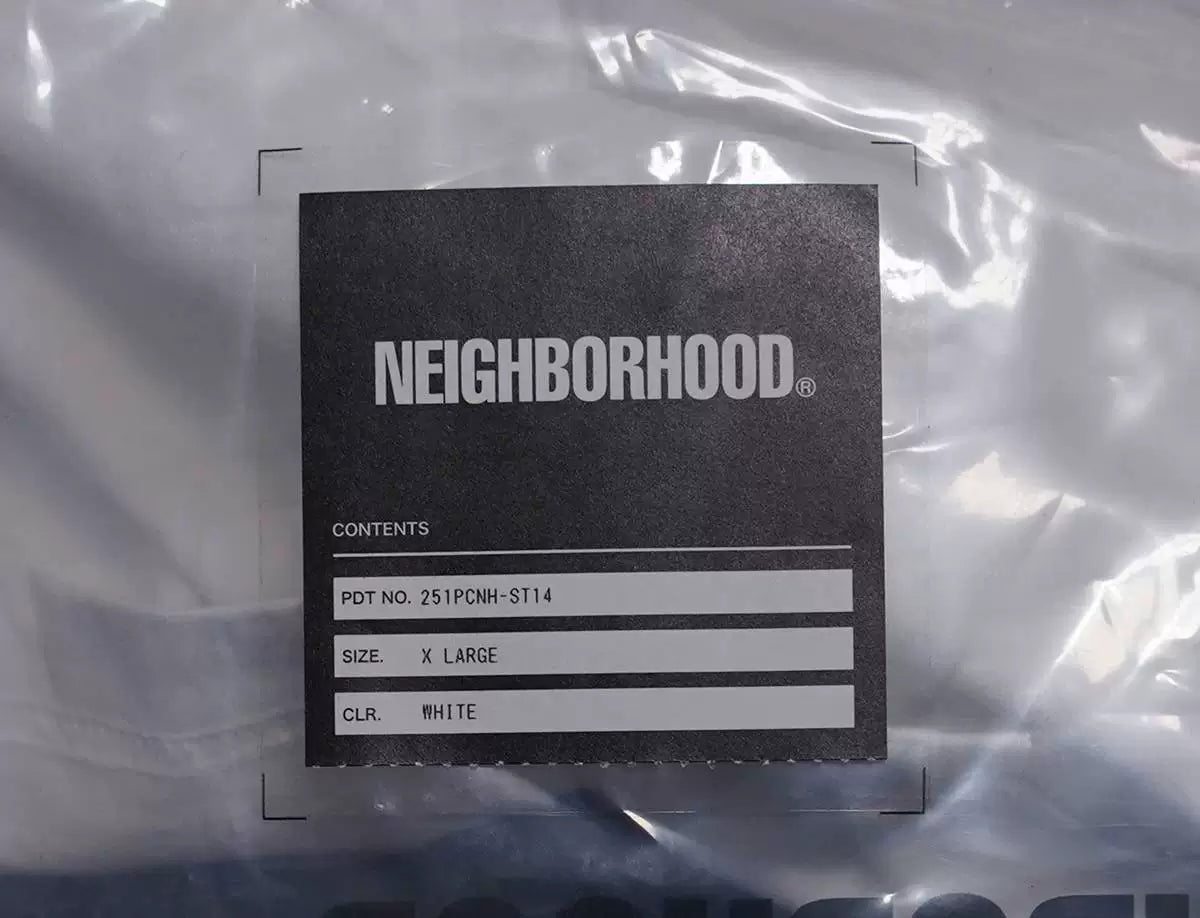 NEIGHBORHOOD®
CONTENTS
PDT NO. 251PCNH-ST14
SIZE. X LARGE
CLR. WHITE